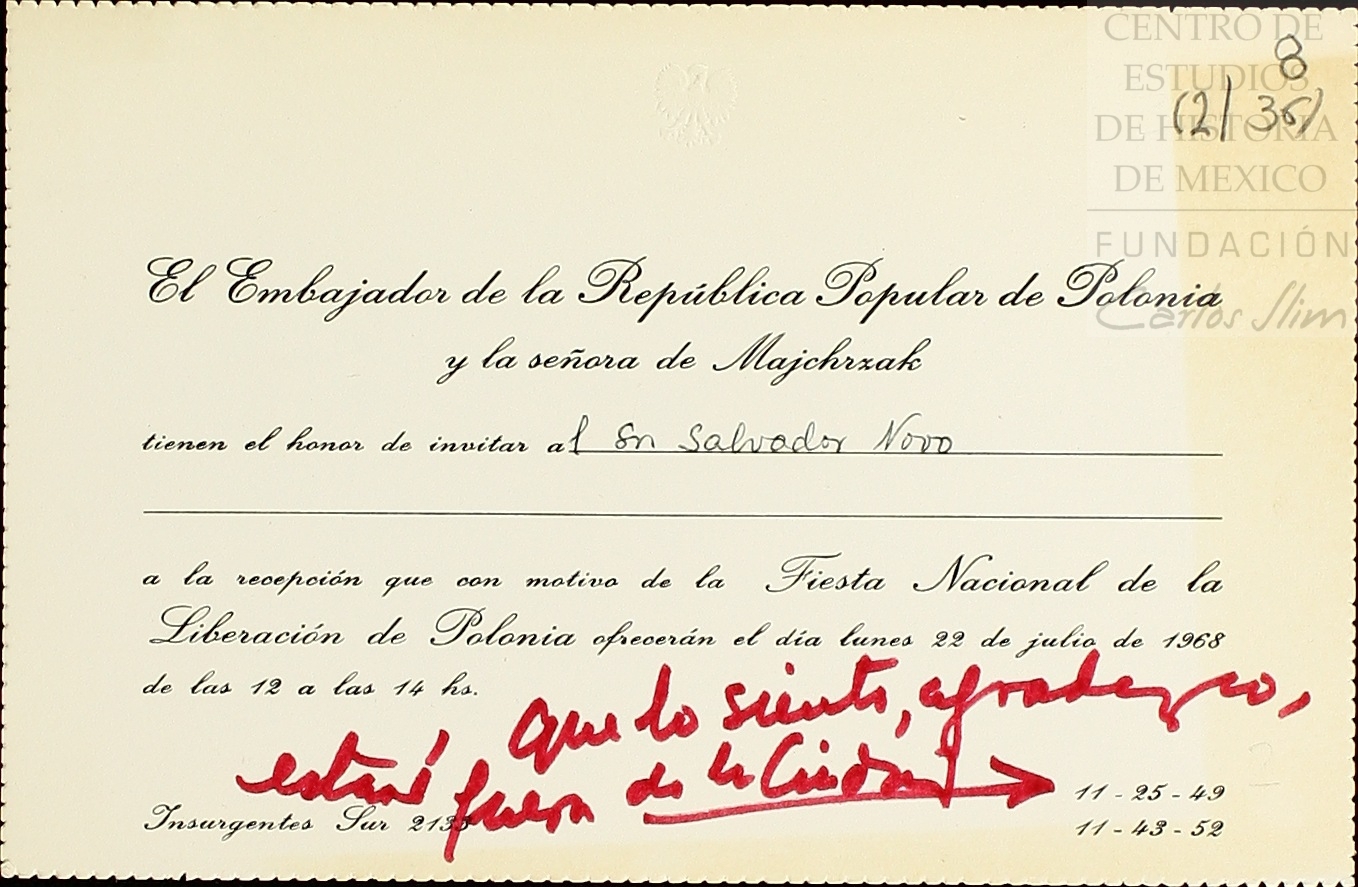 CENTRO DE
ESTUDIOS
DE HISTORIA
DE MEXICO
FUNDACIÓN
Carlos Slim
8
(2/36)
El Embajador de la República Popular de Polonia
y la señora de Majchrzak
tienen el honor de invitar al Sr Salvador Novo
a la recepción que con motivo de la Fiesta Nacional de la
Liberación de Polonia ofrecerán el día lunes 22 de julio de 1968
de las 12 a las 14 hs.
que lo siento, agradezco,
estaré fuera de la Ciudad
11-25-49
Insurgentes Sur 2133
11-43-52